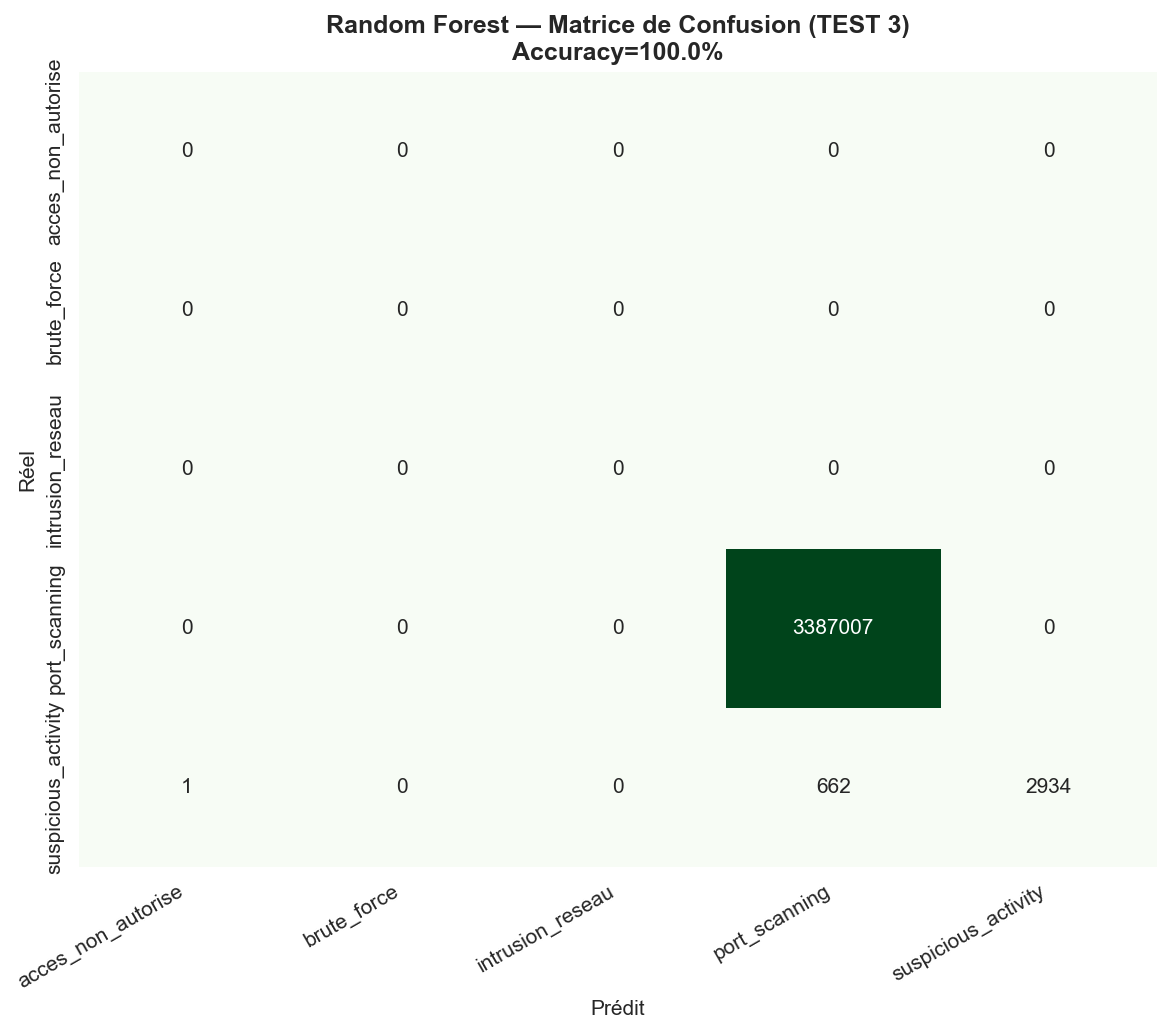 Random Forest — Matrice de Confusion (TEST 3)
Accuracy=100.0%
Réel
acces_non_autorise
0 0 0 0 0
brute_force
0 0 0 0 0
intrusion_reseau
0 0 0 0 0
port_scanning
0 0 0 3387007 0
suspicious_activity
1 0 0 662 2934
acces_non_autorise
brute_force
intrusion_reseau
port_scanning
suspicious_activity
Prédit